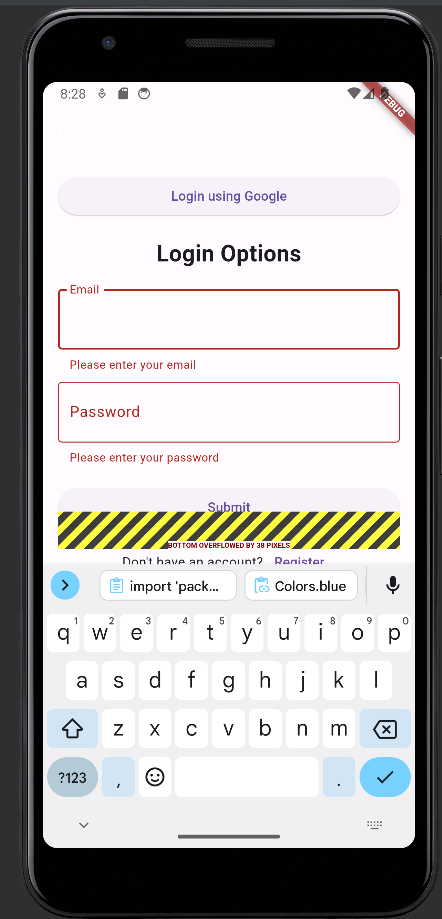 8:28
DEBUG
Login using Google
Login Options
Email
Please enter your email
Password
Please enter your password
Submit
BOTTOM OVERFLOWED BY 38 PIXELS
Don't have an account? Register
import 'pack... Colors.blue
q1 w2 e3 r4 t5 y6 u7 i8 o9 p0
a s d f g h j k l
z x c v b n m
?123 , .